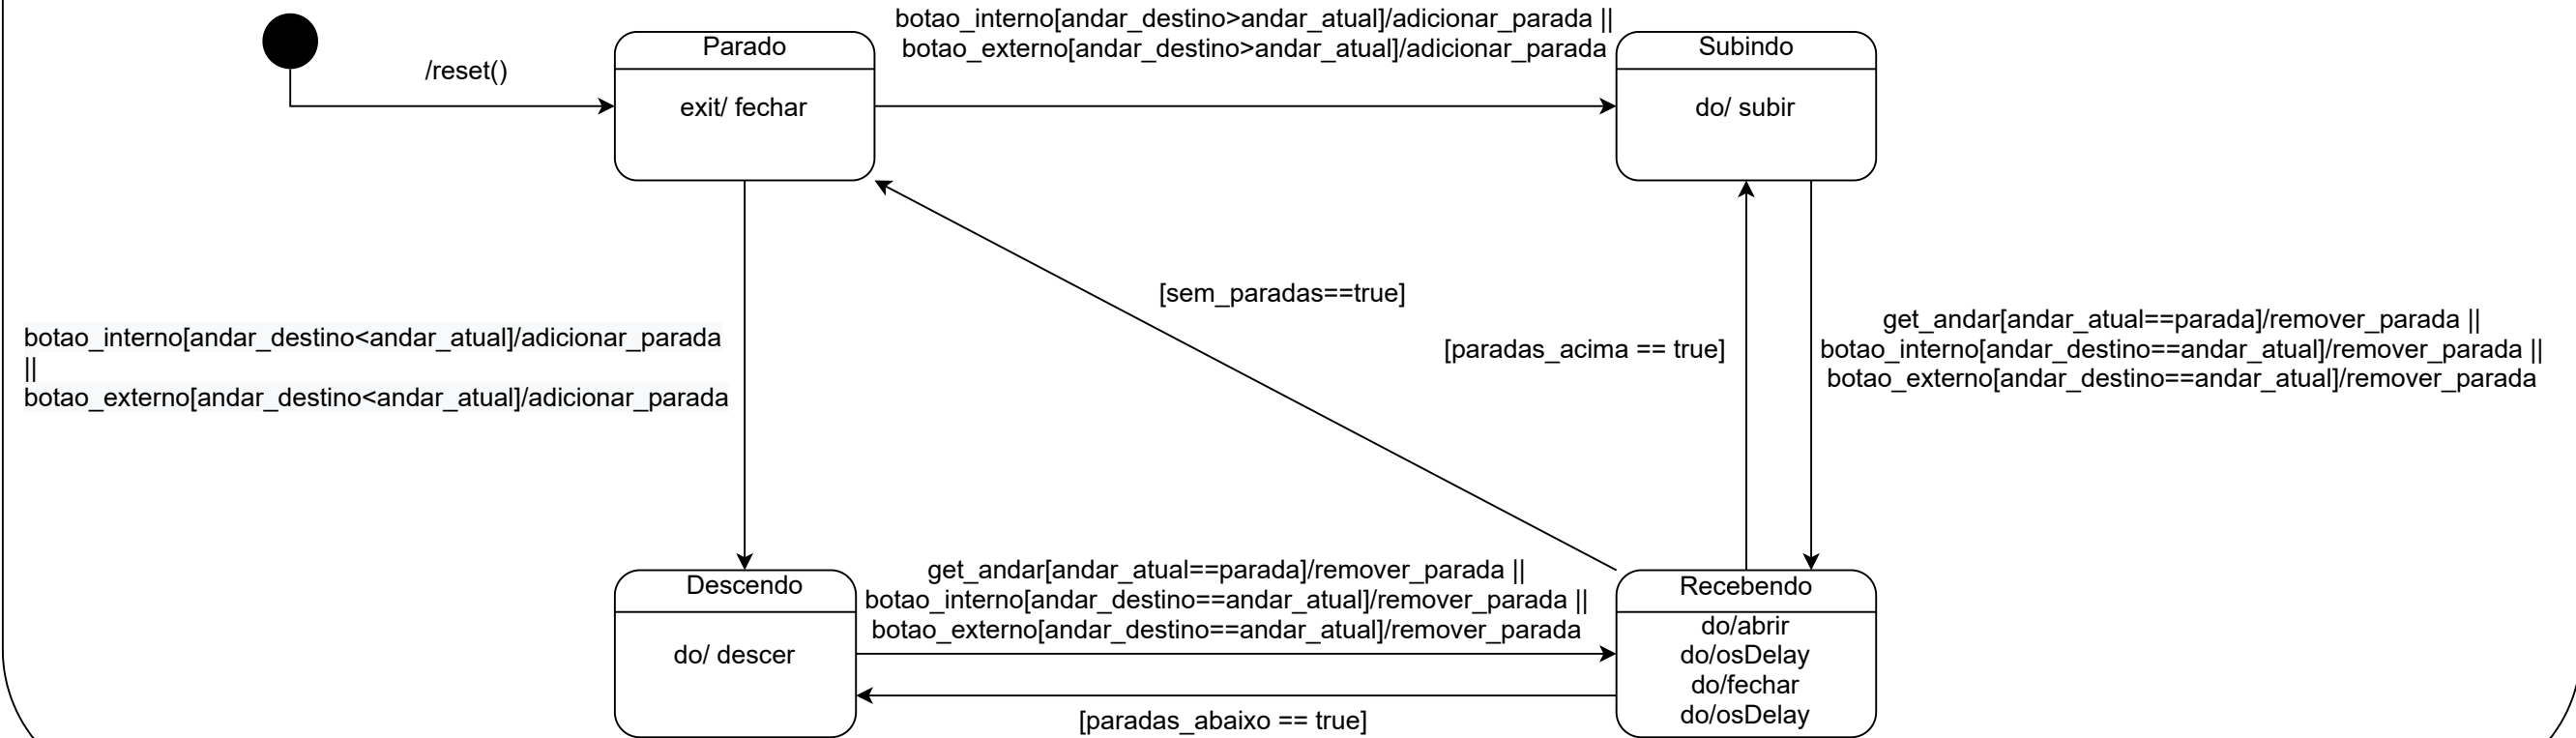 botao_interno[andar_destino>andar_atual]/adicionar_parada ||
botao_externo[andar_destino>andar_atual]/adicionar_parada
/reset()
Parado
exit/ fechar
Subindo
do/ subir
[sem_paradas==true]
[paradas_acima == true]
botao_interno[andar_destino<andar_atual]/adicionar_parada
||
botao_externo[andar_destino<andar_atual]/adicionar_parada
get_andar[andar_atual==parada]/remover_parada ||
botao_interno[andar_destino==andar_atual]/remover_parada ||
botao_externo[andar_destino==andar_atual]/remover_parada
Descendo
do/ descer
get_andar[andar_atual==parada]/remover_parada ||
botao_interno[andar_destino==andar_atual]/remover_parada ||
botao_externo[andar_destino==andar_atual]/remover_parada
[paradas_abaixo == true]
Recebendo
do/abrir
do/osDelay
do/fechar
do/osDelay